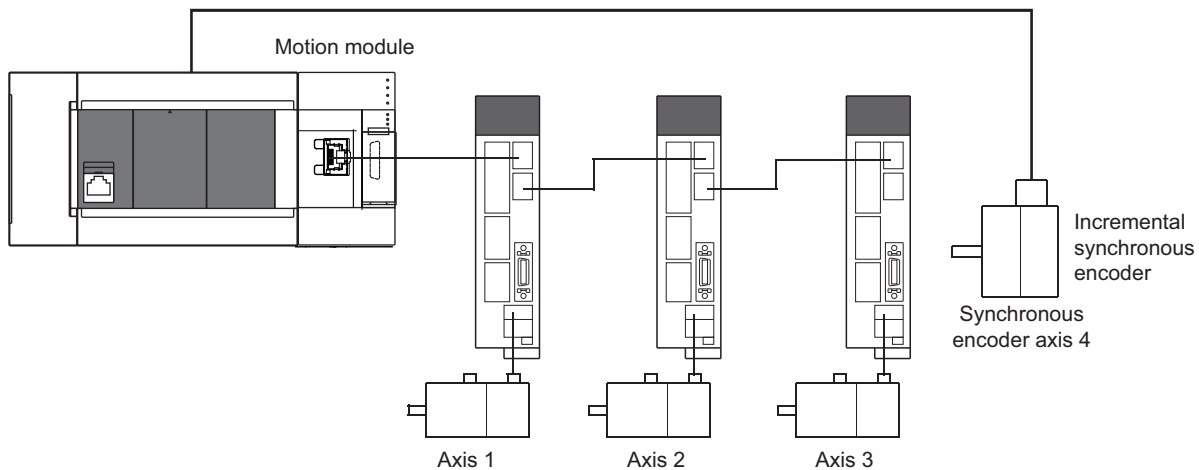 Motion module
Incremental
synchronous
encoder
Synchronous
encoder axis 4
Axis 1
Axis 2
Axis 3